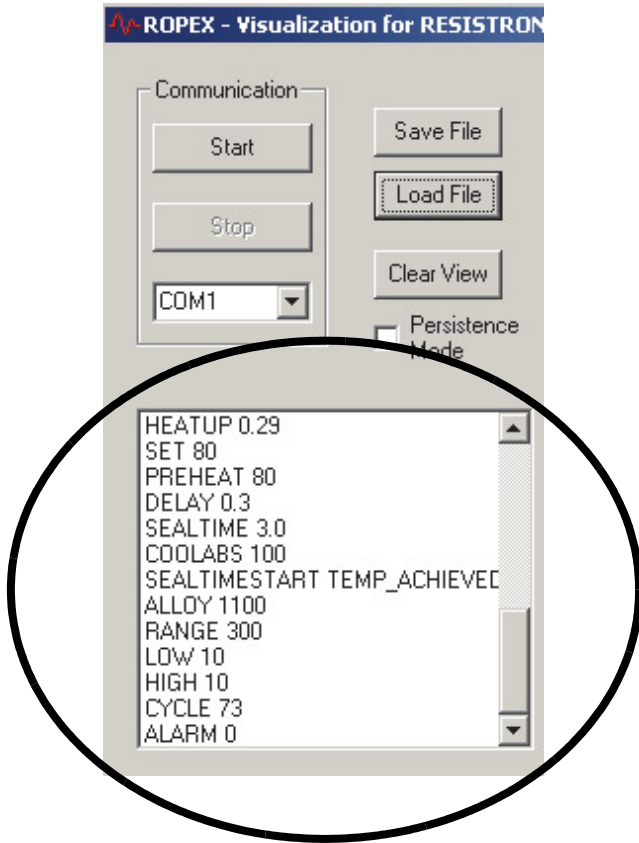 ROPEX - Visualization for RESISTRON
Communication
Start
Stop
COM1
Save File
Load File
Clear View
Persistence
Mode
HEATUP 0.29
SET 80
PREHEAT 80
DELAY 0.3
SEALTIME 3.0
COOLABS 100
SEALTIMESTART TEMP_ACHIEVED
ALLOY 1100
RANGE 300
LOW 10
HIGH 10
CYCLE 73
ALARM 0